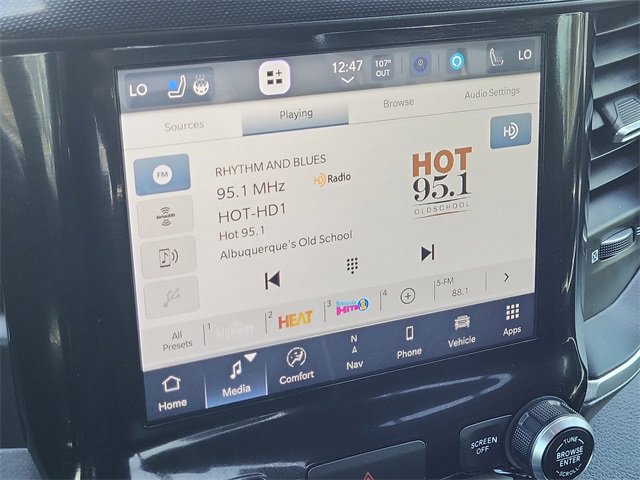 LO
12:47
107°
OUT
LO
Sources
Playing
Browse
Audio Settings
FM
HD
RHYTHM AND BLUES
95.1 MHz
HD Radio
HOT-HD1
Hot 95.1
Albuquerque's Old School
HOT
95.1
OLDSCHOOL
SiriusXM
All
Presets
1
2
HEAT
3
HITS
4
5-FM
88.1
Home
Media
Comfort
N
A
Nav
Phone
Vehicle
Apps
SCREEN
OFF
TUNE
BROWSE
ENTER
SCROLL